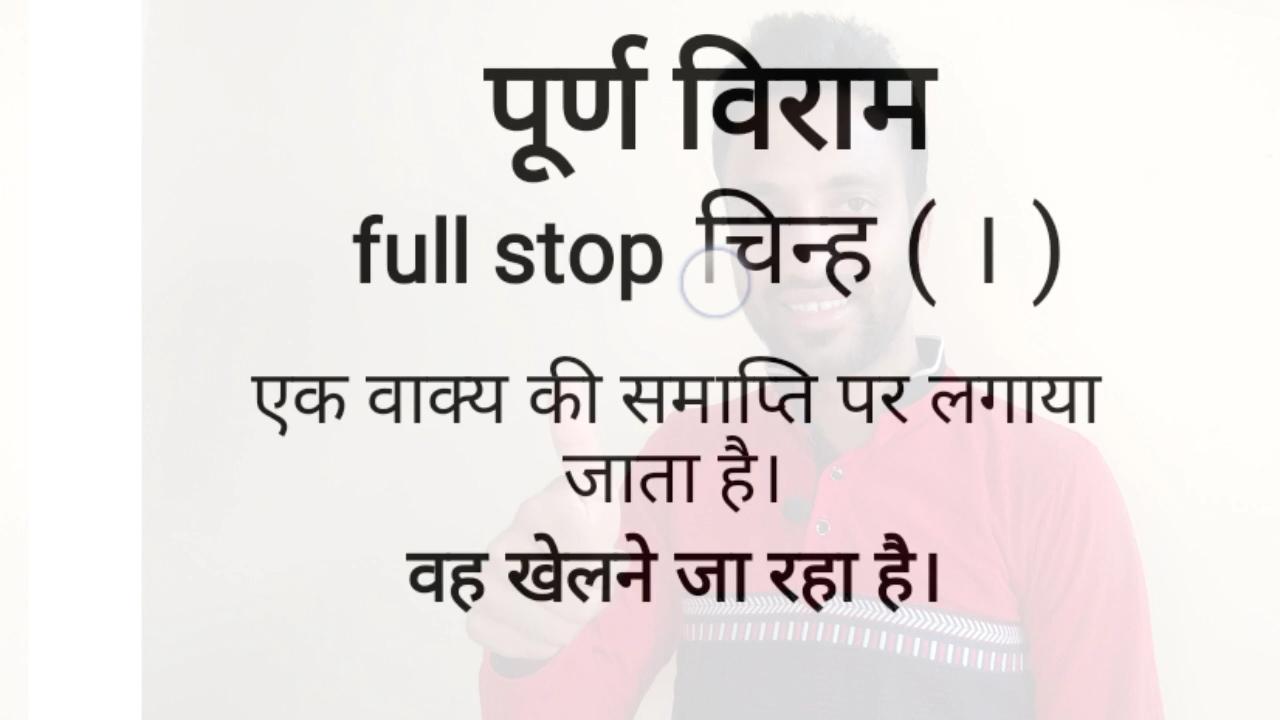 पूर्ण विराम
full stop चिन्ह ( । )
एक वाक्य की समाप्ति पर लगाया
जाता है।
वह खेलने जा रहा है।